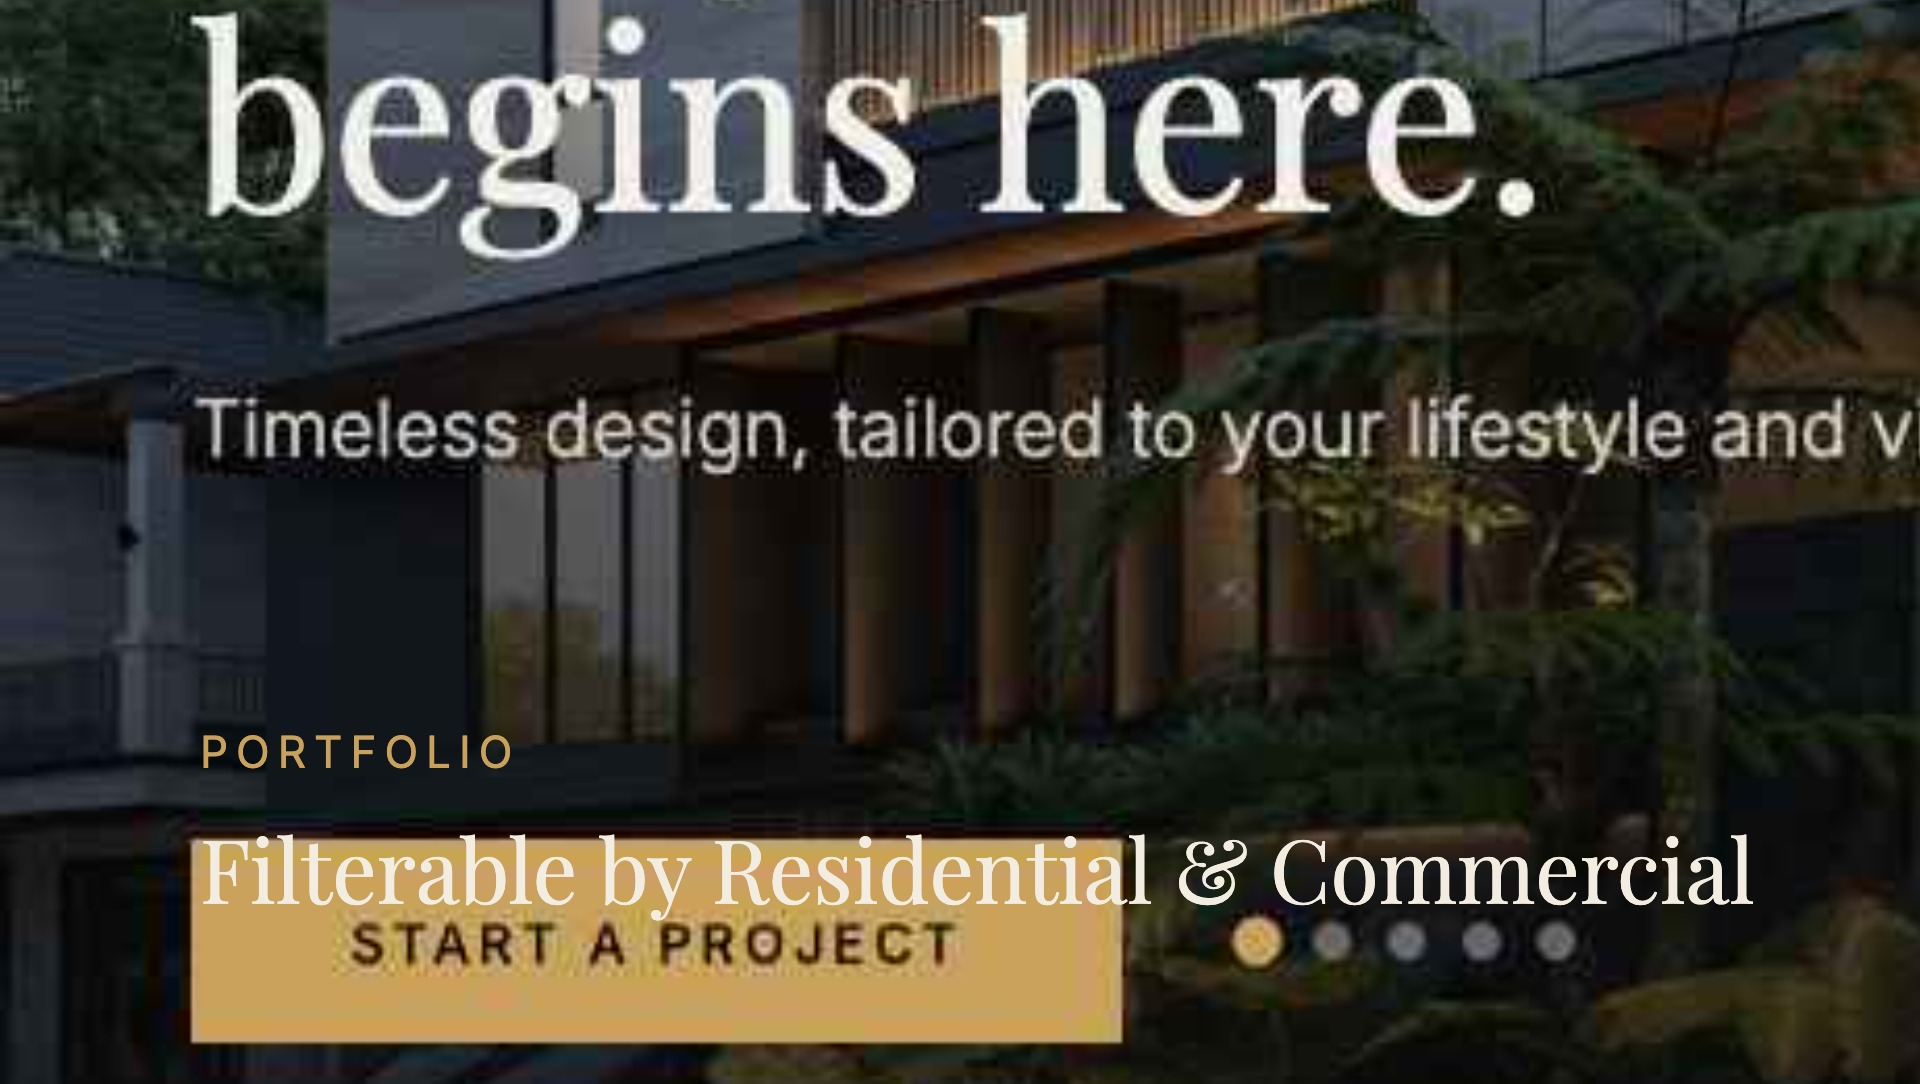 begins here.
Timeless design, tailored to your lifestyle and
PORTFOLIO
Filterable by Residential & Commercial
START A PROJECT